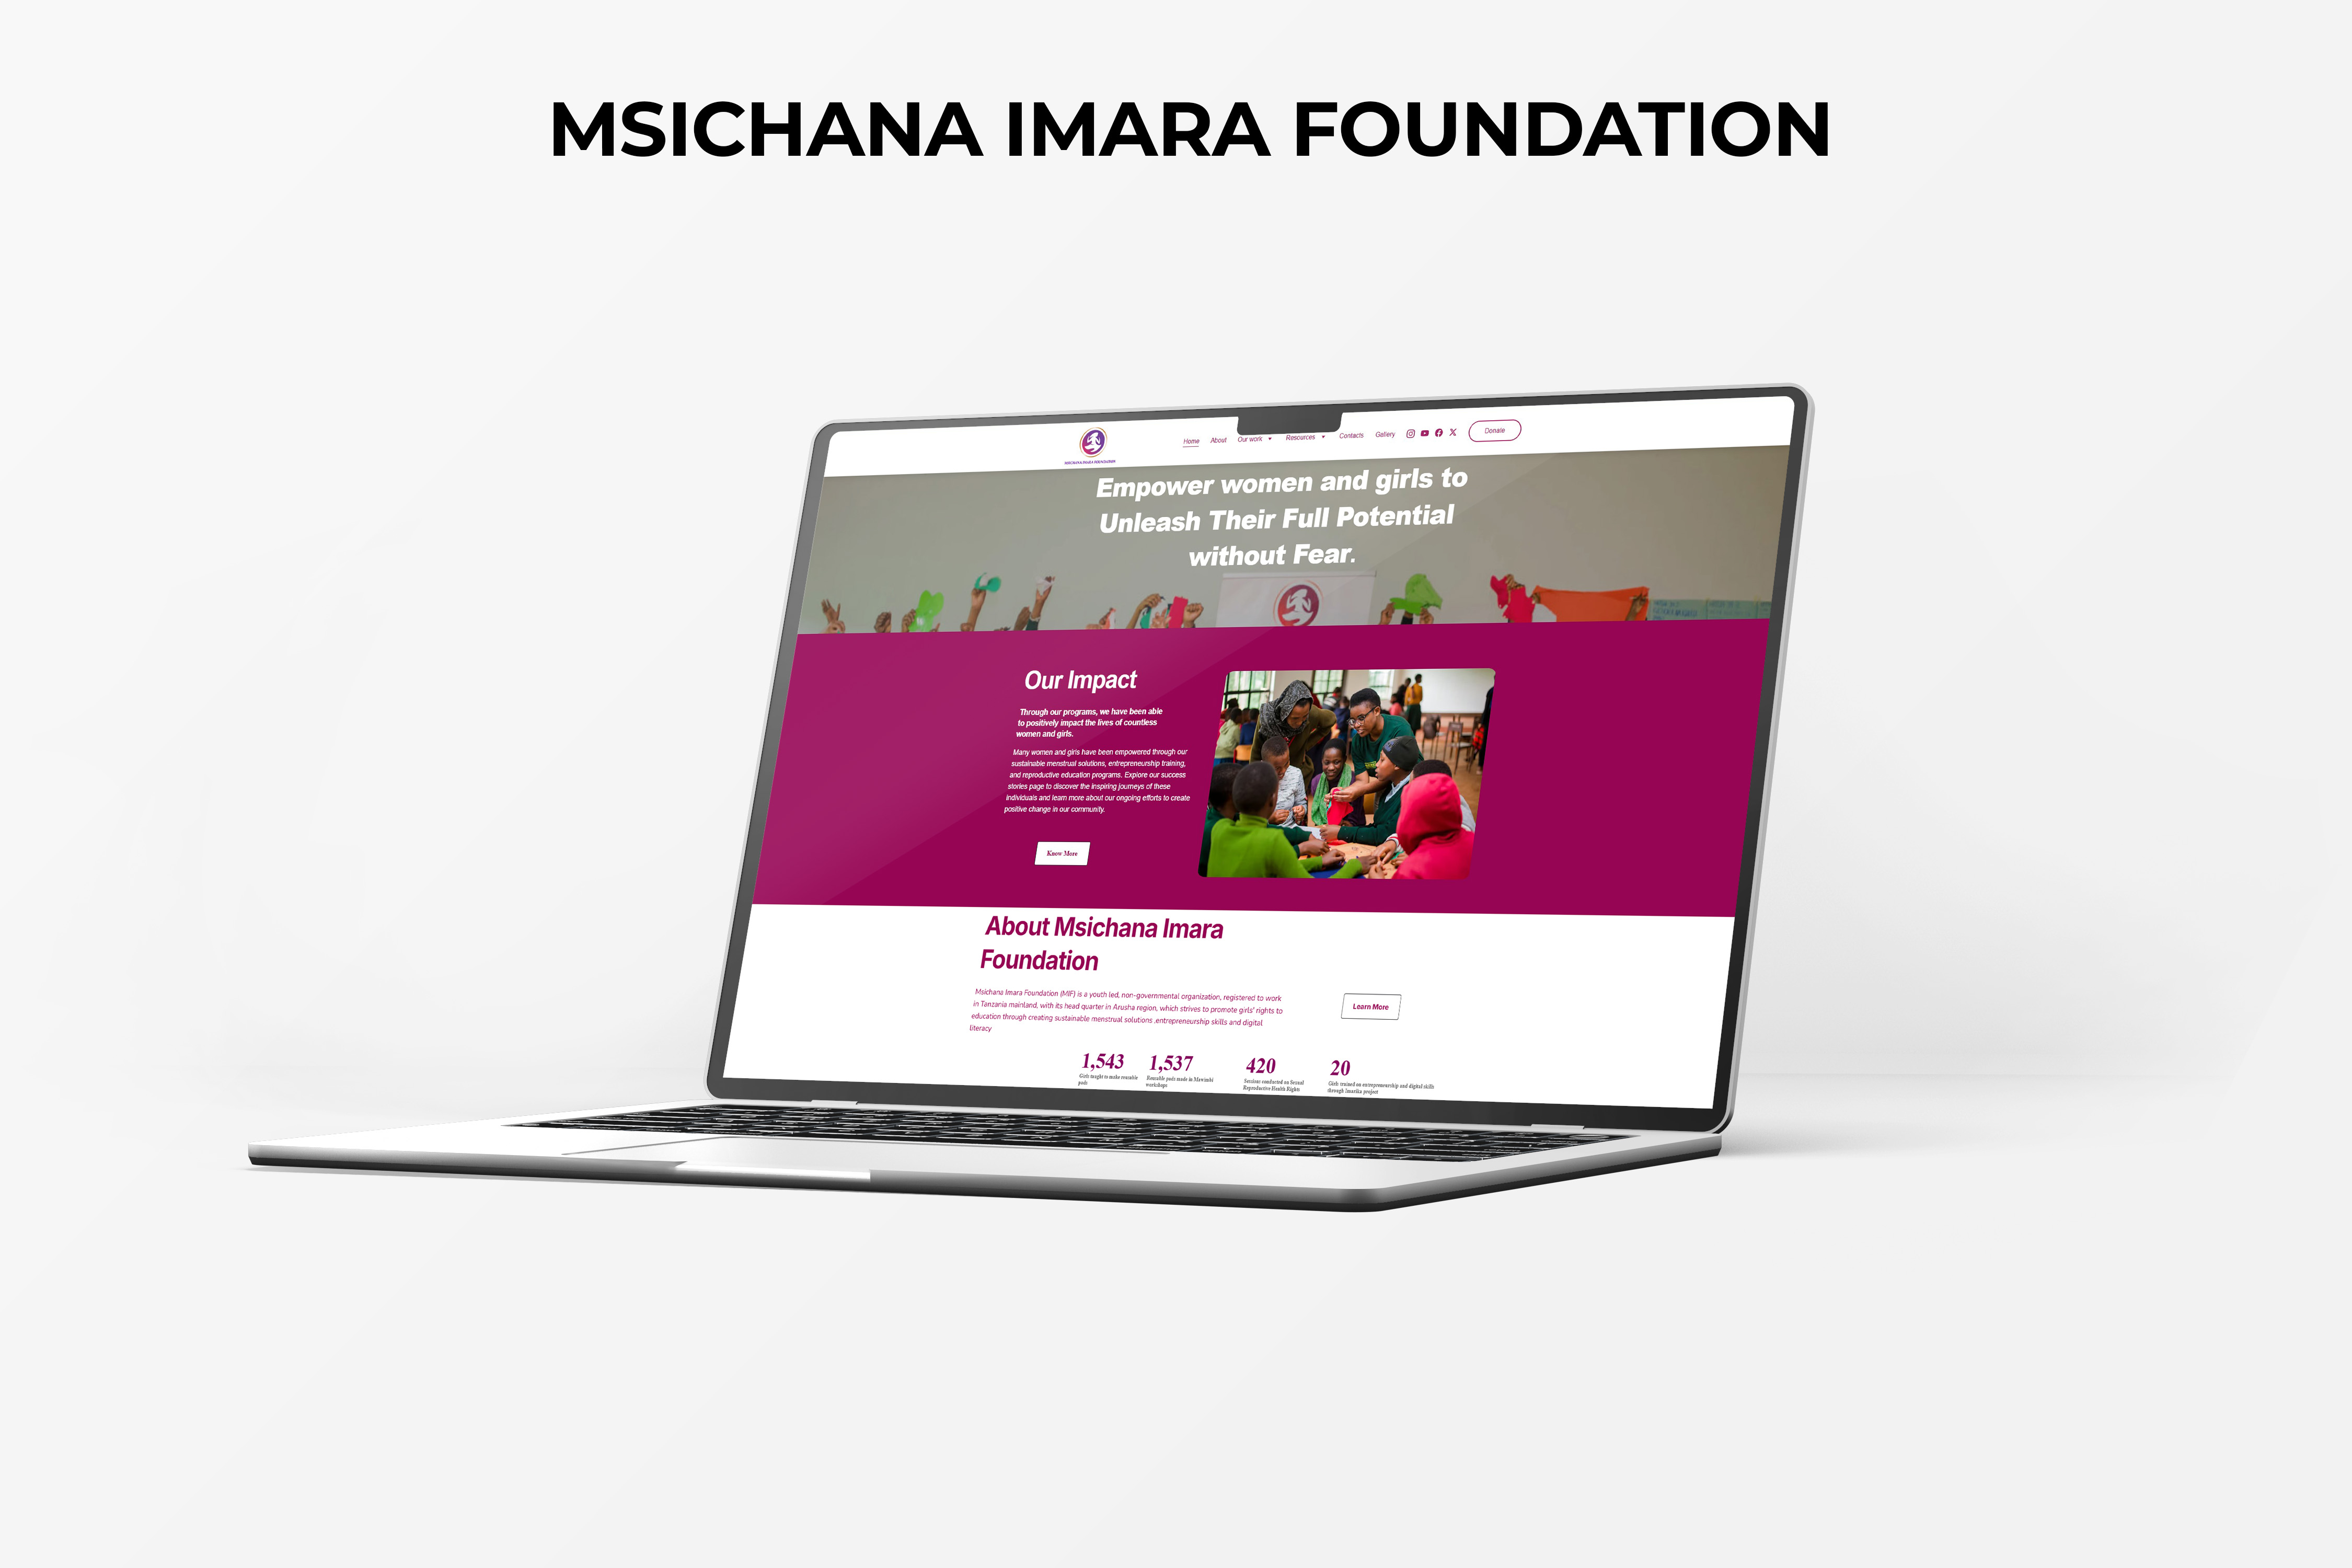 MSICHANA IMARA FOUNDATION
MSICHANA IMARA FOUNDATION
Home About Our work Resources Contacts Gallery Donate
Empower women and girls to
Unleash Their Full Potential
without Fear.
Our Impact
Through our programs, we have been able
to positively impact the lives of countless
women and girls.
Many women and girls have been empowered through our
sustainable menstrual solutions, entrepreneurship training,
and reproductive education programs. Explore our success
stories page to discover the inspiring journeys of these
individuals and learn more about our ongoing efforts to create
positive change in our community.
Know More
About Msichana Imara
Foundation
Msichana Imara Foundation (MIF) is a youth led, non-governmental organization, registered to work
in Tanzania mainland, with its head quarter in Arusha region, which strives to promote girls' rights to
education through creating sustainable menstrual solutions ,entrepreneurship skills and digital
literacy
Learn More
1,543
Girls taught to make reusable
pads
1,537
Reusable pads made in Mawimbi
workshops
420
Sessions conducted on Sexual
Reproductive Health Rights
20
Girls trained on entrepreneurship and digital skills
through Imarika project